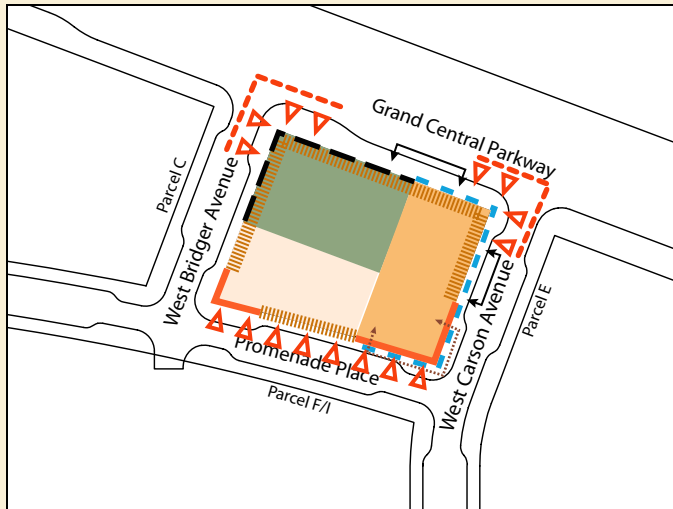 Grand Central Parkway
Parcel C
West Bridger Avenue
West Carson Avenue
Parcel E
Promenade Place
Parcel F/I